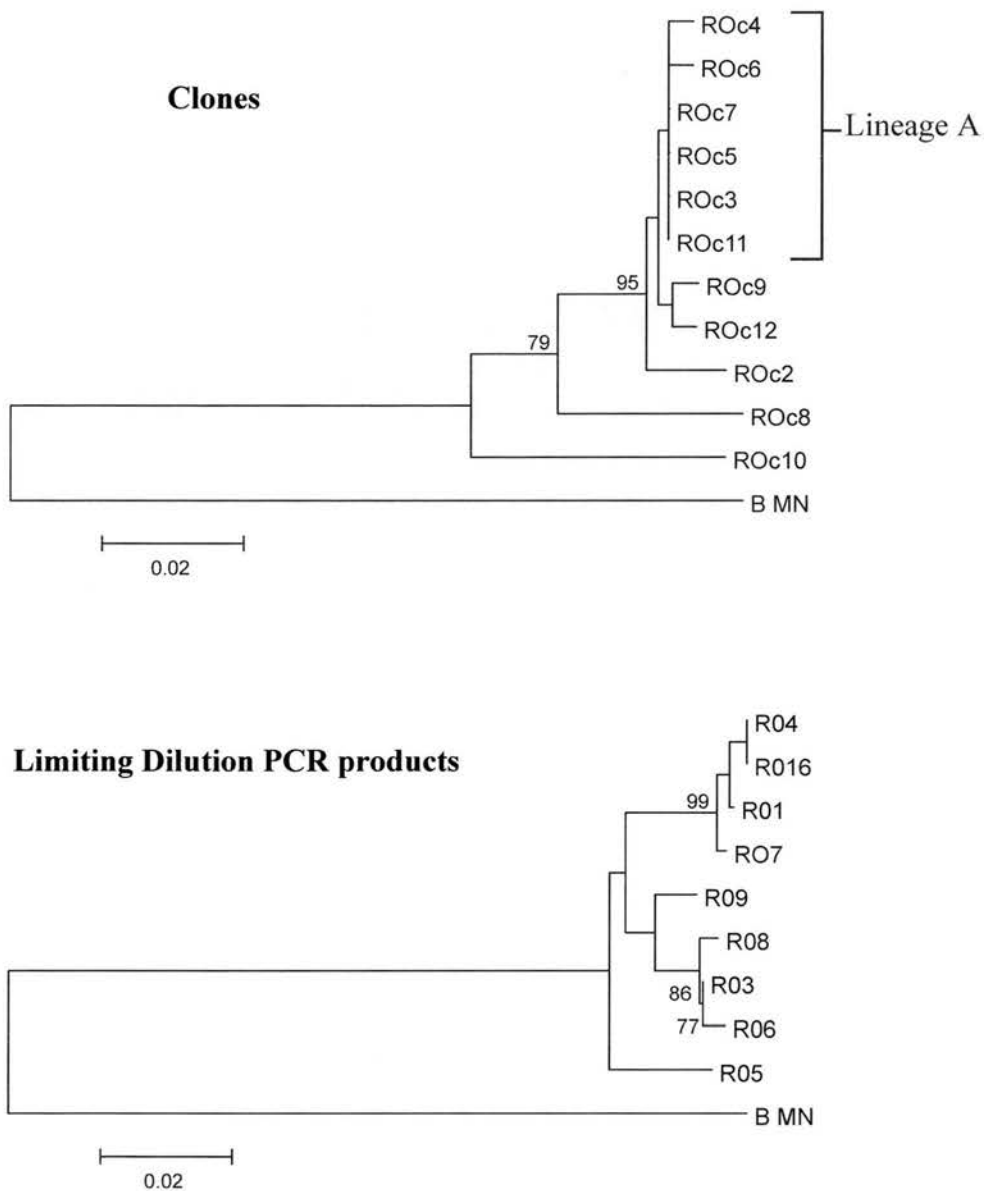 Clones
ROc4
ROc6
ROc7
ROc5
ROc3
ROc11
Lineage A
ROc9
ROc12
ROc2
ROc8
ROc10
B MN
95
79
0.02
Limiting Dilution PCR products
R04
R016
R01
RO7
R09
R08
R03
R06
R05
B MN
99
86
77
0.02